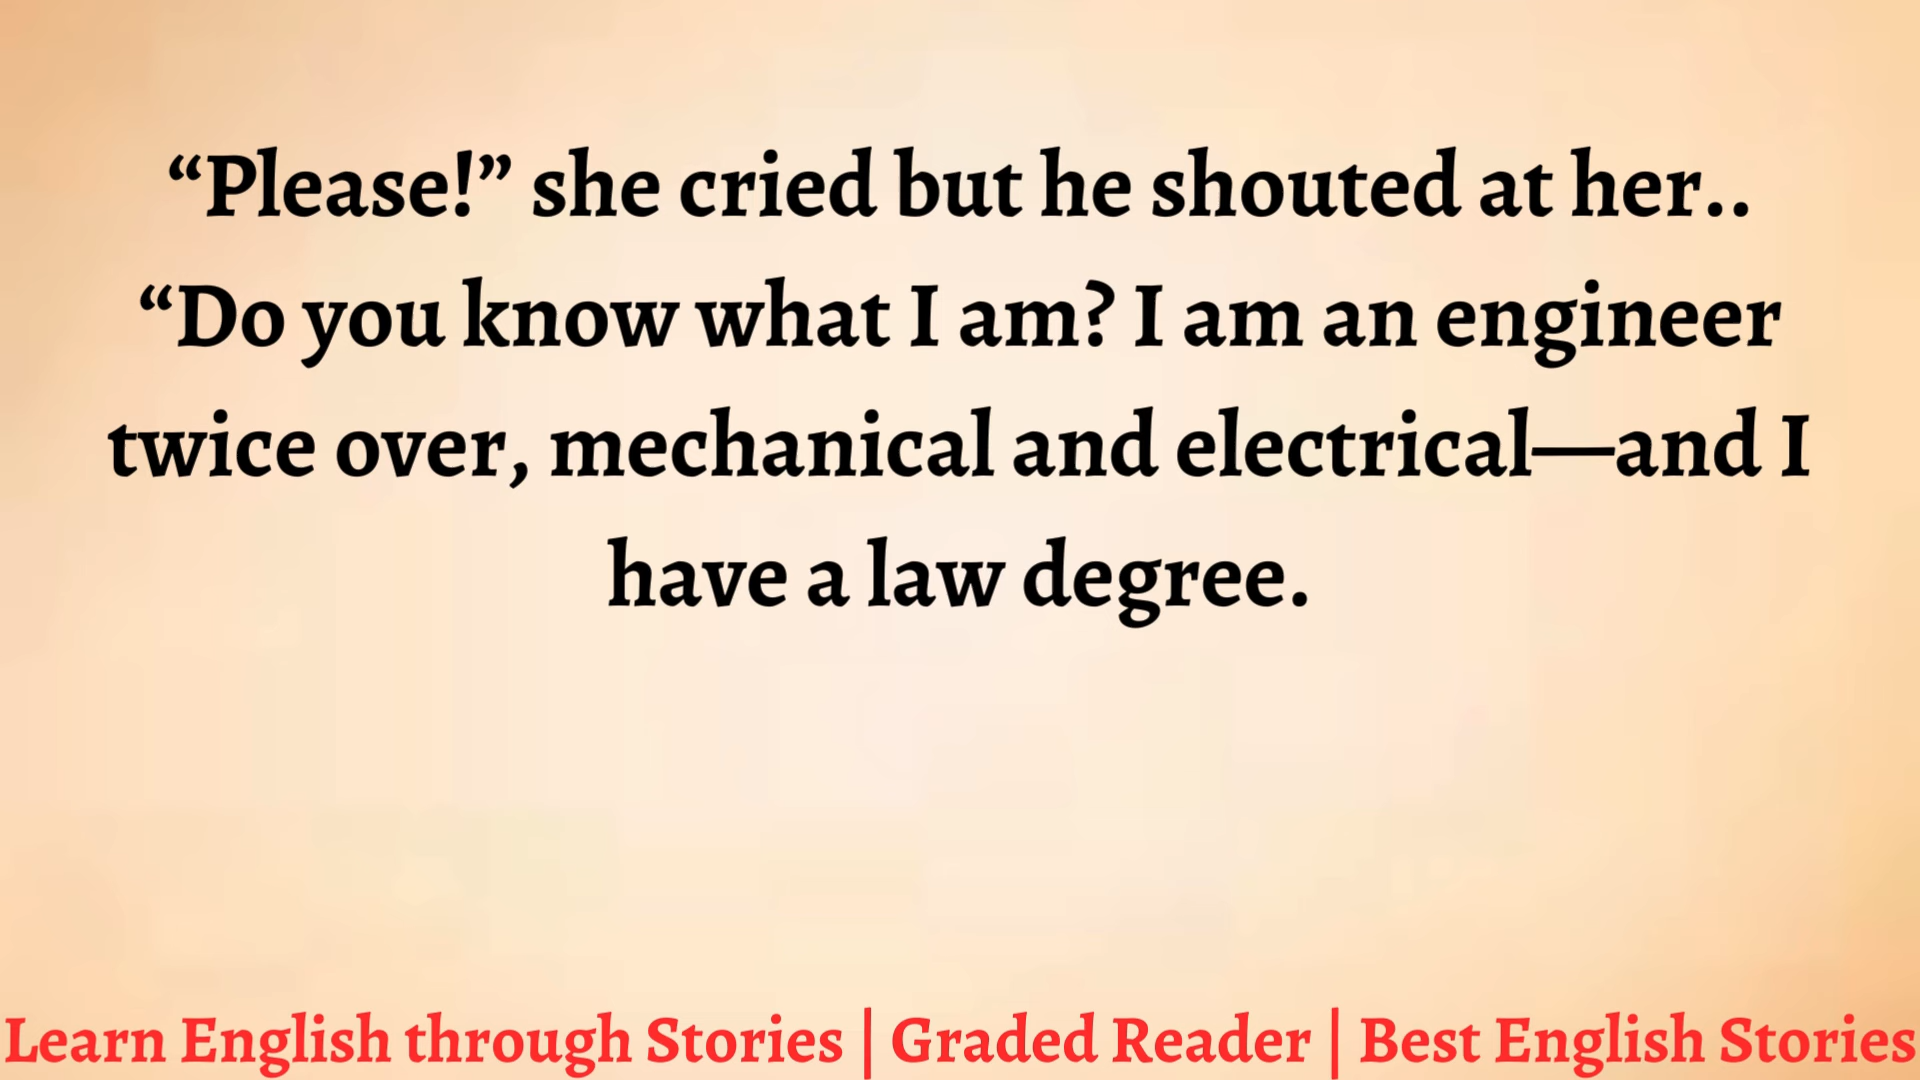 “Please!” she cried but he shouted at her..
“Do you know what I am? I am an engineer
twice over, mechanical and electrical—and I
have a law degree.
Learn English through Stories | Graded Reader | Best English Stories